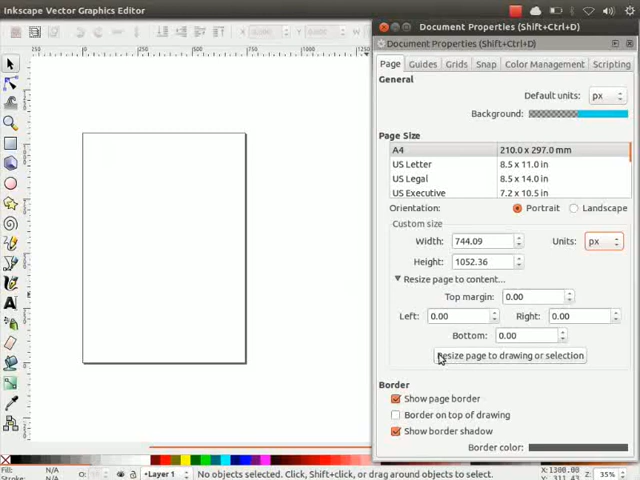 Inkscape Vector Graphics Editor
Document Properties (Shift+Ctrl+D)
Document Properties (Shift+Ctrl+D)
Page Guides Grids Snap Color Management Scripting
General
Default units: px
Background:
Page Size
A4 210.0 x 297.0 mm
US Letter 8.5 x 11.0 in
US Legal 8.5 x 14.0 in
US Executive 7.2 x 10.5 in
Orientation: Portrait Landscape
Custom size
Width: 744.09 Units: px
Height: 1052.36
Resize page to content...
Top margin: 0.00
Left: 0.00 Right: 0.00
Bottom: 0.00
Resize page to drawing or selection
Border
Show page border
Border on top of drawing
Show border shadow
Border color:
Fill: N/A
Stroke: N/A
O:
Layer 1
No objects selected. Click, Shift+click, or drag around objects to select.
X:1300.00
Y: 311.43
Z: 35%